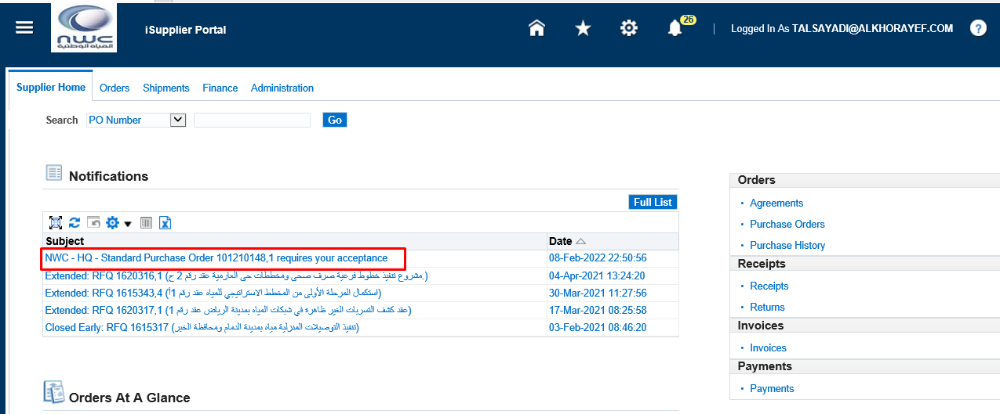 nwc
المياه الوطنية
iSupplier Portal
26
Logged In As TALSAYADI@ALKHORAYEF.COM
?
Supplier Home Orders Shipments Finance Administration
Search PO Number Go
Notifications
Full List
Subject Date
NWC - HQ - Standard Purchase Order 101210148,1 requires your acceptance 08-Feb-2022 22:50:56
Extended: RFQ 1620316,1 (مشروع تنفيذ خطوط فرعية صرف صحى ومخططات حى العارمية عقد رقم 2 ح.) 04-Apr-2021 13:24:20
Extended: RFQ 1615343,4 (استكمال المرحلة الأولى من المخطط الاستراتيجي للمياه عقد رقم 1أ) 30-Mar-2021 11:27:56
Extended: RFQ 1620317,1 (عقد كشف التسربات الغير ظاهرة في شبكات المياه بمدينة الرياض عقد رقم 1) 17-Mar-2021 08:25:58
Closed Early: RFQ 1615317 (تنفيذ التوصيلات المنزلية مياه بمدينة الدمام ومحافظة الخبر) 03-Feb-2021 08:46:20
Orders At A Glance
Orders
Agreements
Purchase Orders
Purchase History
Receipts
Receipts
Returns
Invoices
Invoices
Payments
Payments